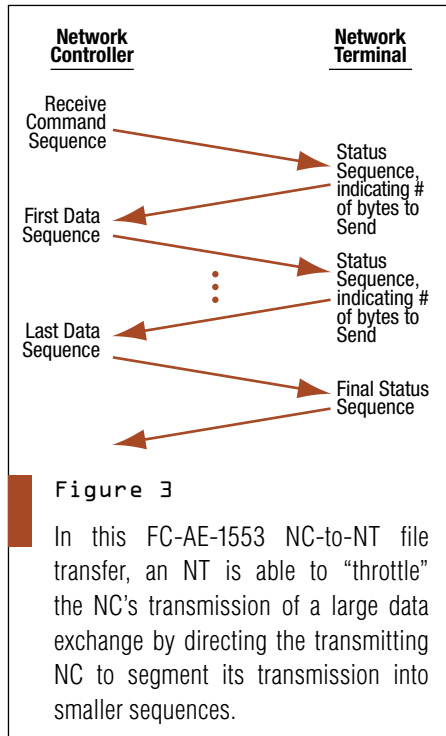 Network
Controller
Network
Terminal
Receive
Command
Sequence
Status
Sequence,
indicating #
of bytes to
Send
First Data
Sequence
Status
Sequence,
indicating #
of bytes to
Send
Last Data
Sequence
Final Status
Sequence
Figure 3
In this FC-AE-1553 NC-to-NT file
transfer, an NT is able to “throttle”
the NC’s transmission of a large data
exchange by directing the transmitting
NC to segment its transmission into
smaller sequences.